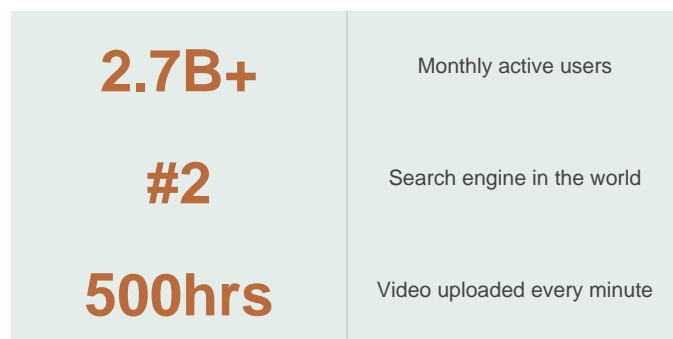 2.7B+
Monthly active users
#2
Search engine in the world
500hrs
Video uploaded every minute